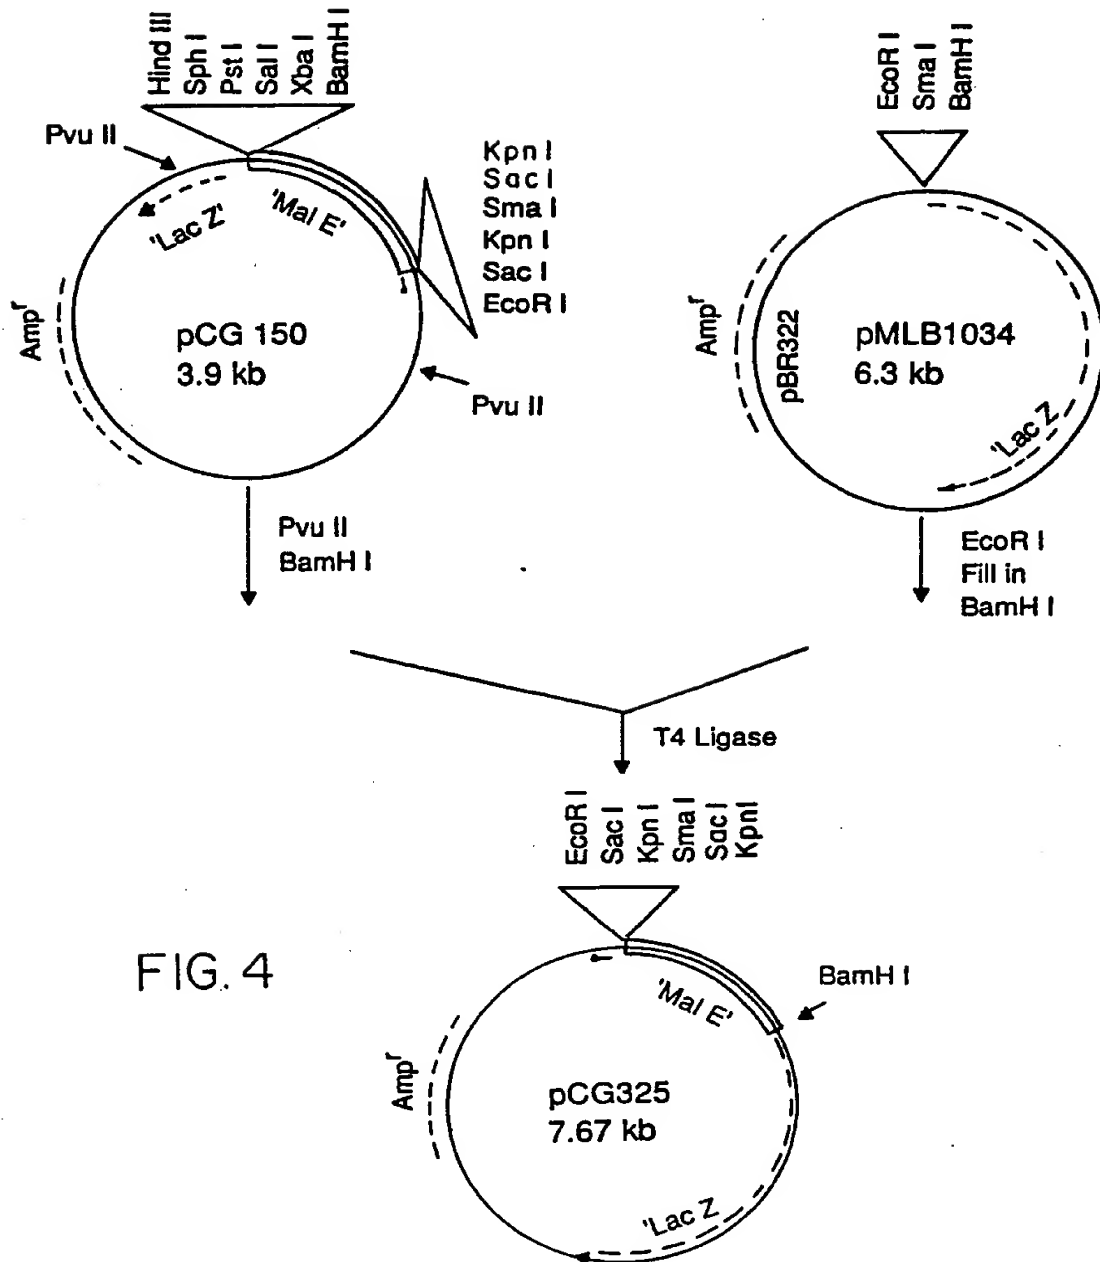 Hind III
Sph I
Pst I
Sal I
Xba I
BamH I
Pvu II
'Lac Z'
'Mal E'
Kpn I
Sac I
Sma I
Kpn I
Sac I
EcoR I
Amp^r
pCG 150
3.9 kb
Pvu II
Pvu II
BamH I
EcoR I
Sma I
BamH I
Amp^r
pBR322
pMLB1034
6.3 kb
'Lac Z
EcoR I
Fill in
BamH I
T4 Ligase
EcoR I
Sac I
Kpn I
Sma I
Sac I
KpnI
FIG. 4
'Mal E'
BamH I
Amp^r
pCG325
7.67 kb
'Lac Z